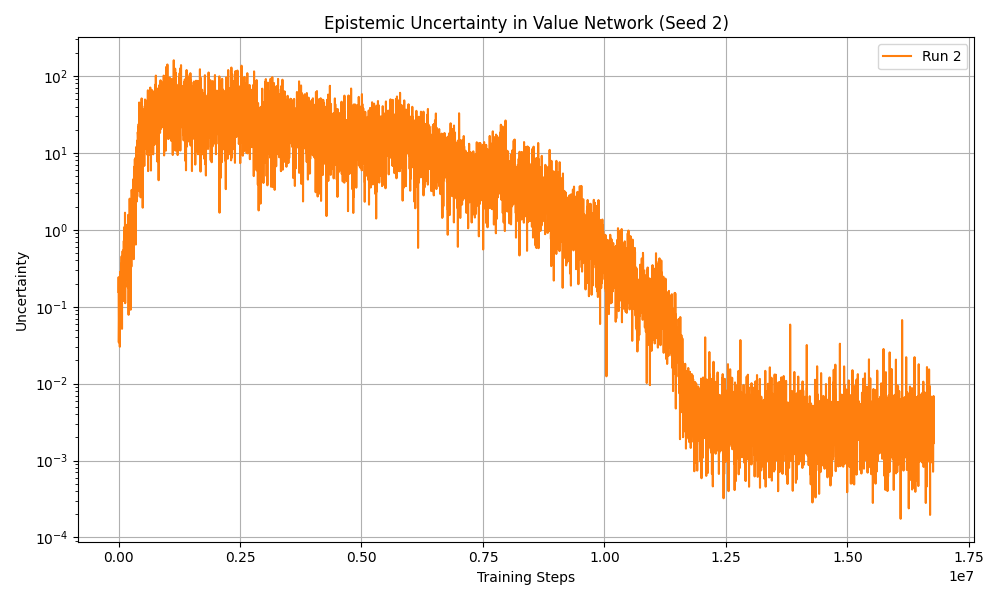 Epistemic Uncertainty in Value Network (Seed 2)
Run 2
Uncertainty
10²
10¹
10⁰
10⁻¹
10⁻²
10⁻³
10⁻⁴
0.00 0.25 0.50 0.75 1.00 1.25 1.50 1.75
1e7
Training Steps